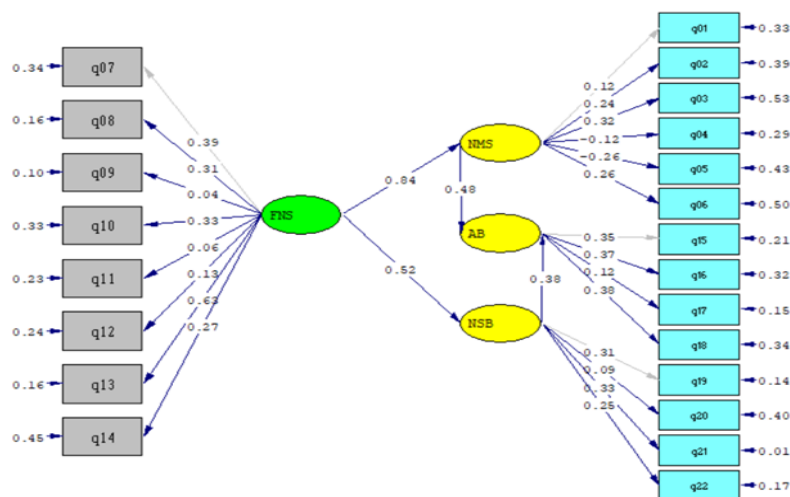 0.34 q07
0.16 q08
0.10 q09
0.33 q10
0.23 q11
0.24 q12
0.16 q13
0.45 q14
0.39
0.31
0.04
0.33
0.06
0.13
0.63
0.27
FNS
0.84
0.52
NMS
0.48
AB
0.38
NSB
0.12
0.24
0.32
-0.12
-0.26
0.26
0.35
0.37
0.12
0.38
0.31
0.09
0.33
0.25
q01 0.33
q02 0.39
q03 0.53
q04 0.29
q05 0.43
q06 0.50
q15 0.21
q16 0.32
q17 0.15
q18 0.34
q19 0.14
q20 0.40
q21 0.01
q22 0.17